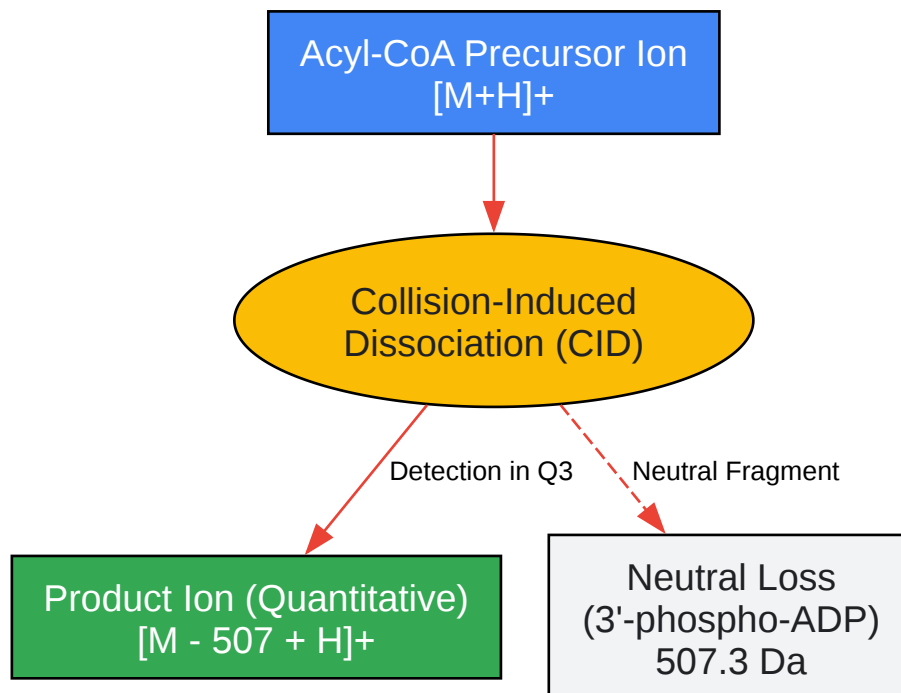 Acyl-CoA Precursor Ion
[M+H]+
Collision-Induced
Dissociation (CID)
Detection in Q3
Neutral Fragment
Product Ion (Quantitative)
[M - 507 + H]+
Neutral Loss
(3'-phospho-ADP)
507.3 Da